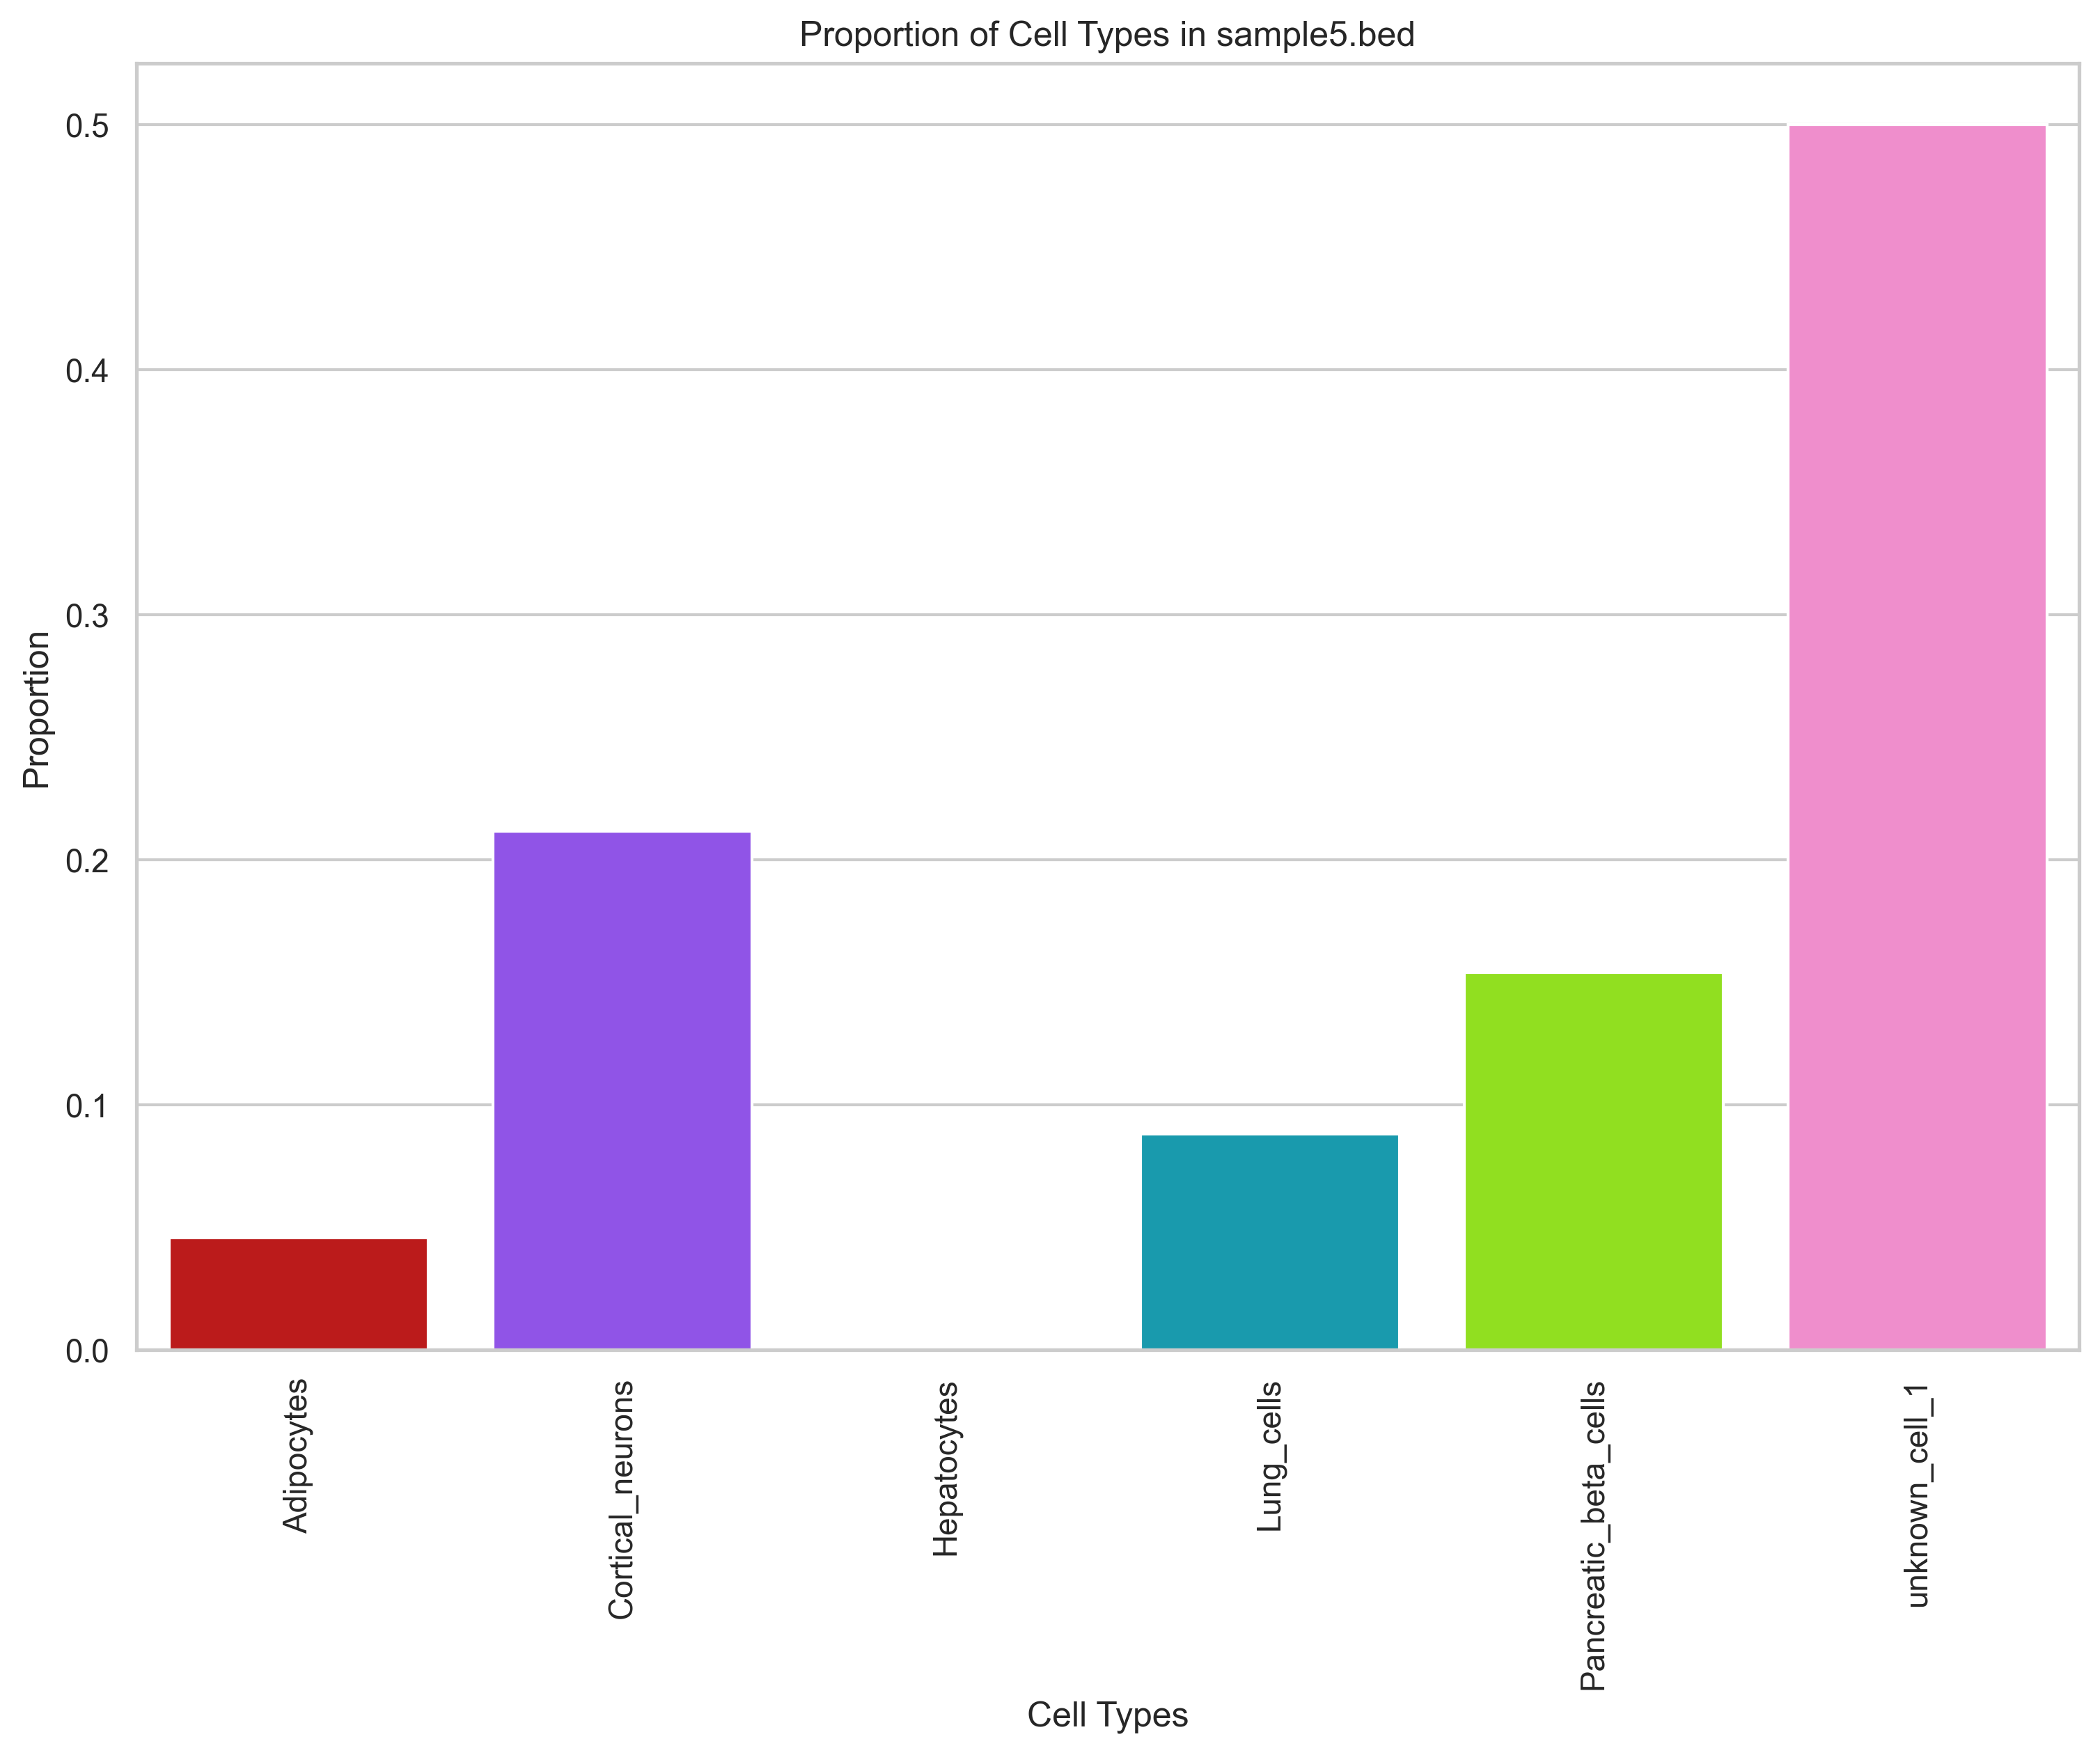 Proportion of Cell Types in sample5.bed
Proportion
0.5
0.4
0.3
0.2
0.1
0.0
Adipocytes
Cortical_neurons
Hepatocytes
Lung_cells
Pancreatic_beta_cells
unknown_cell_1
Cell Types